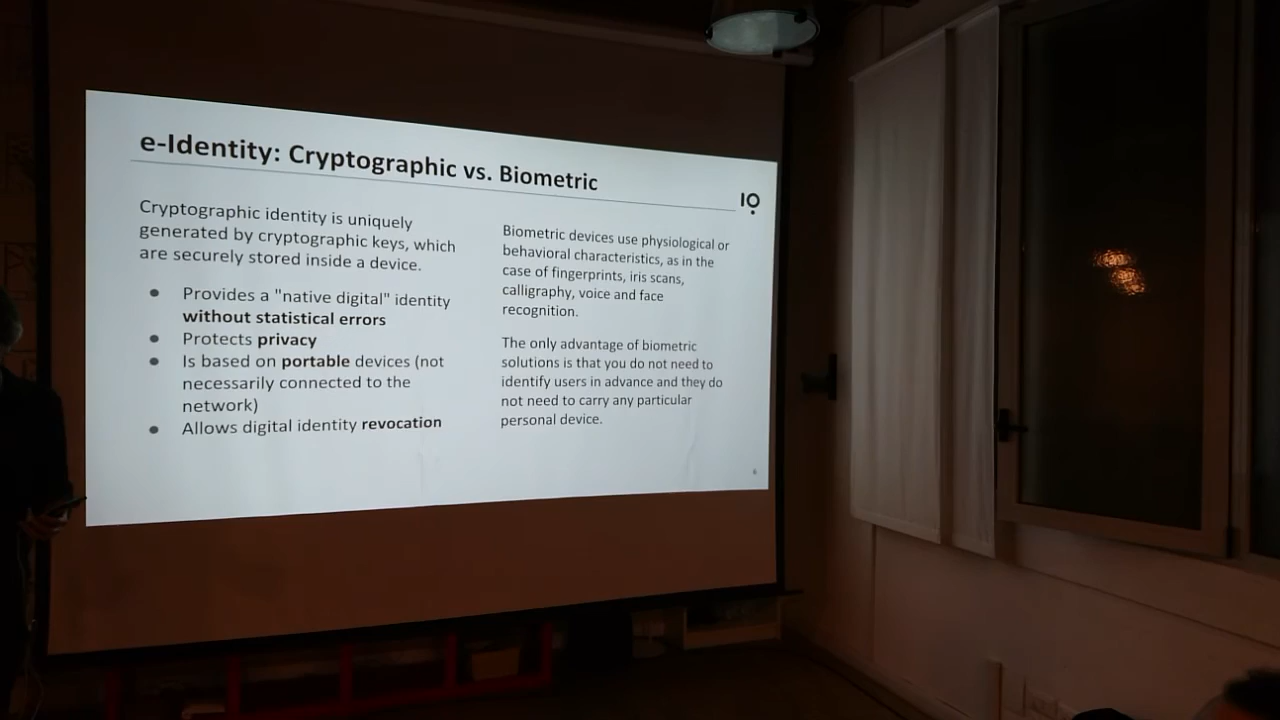 e-Identity: Cryptographic vs. Biometric
IO
Cryptographic identity is uniquely
generated by cryptographic keys, which
are securely stored inside a device.
● Provides a "native digital" identity
without statistical errors
● Protects privacy
● Is based on portable devices (not
necessarily connected to the
network)
● Allows digital identity revocation
Biometric devices use physiological or
behavioral characteristics, as in the
case of fingerprints, iris scans,
calligraphy, voice and face
recognition.
The only advantage of biometric
solutions is that you do not need to
identify users in advance and they do
not need to carry any particular
personal device.